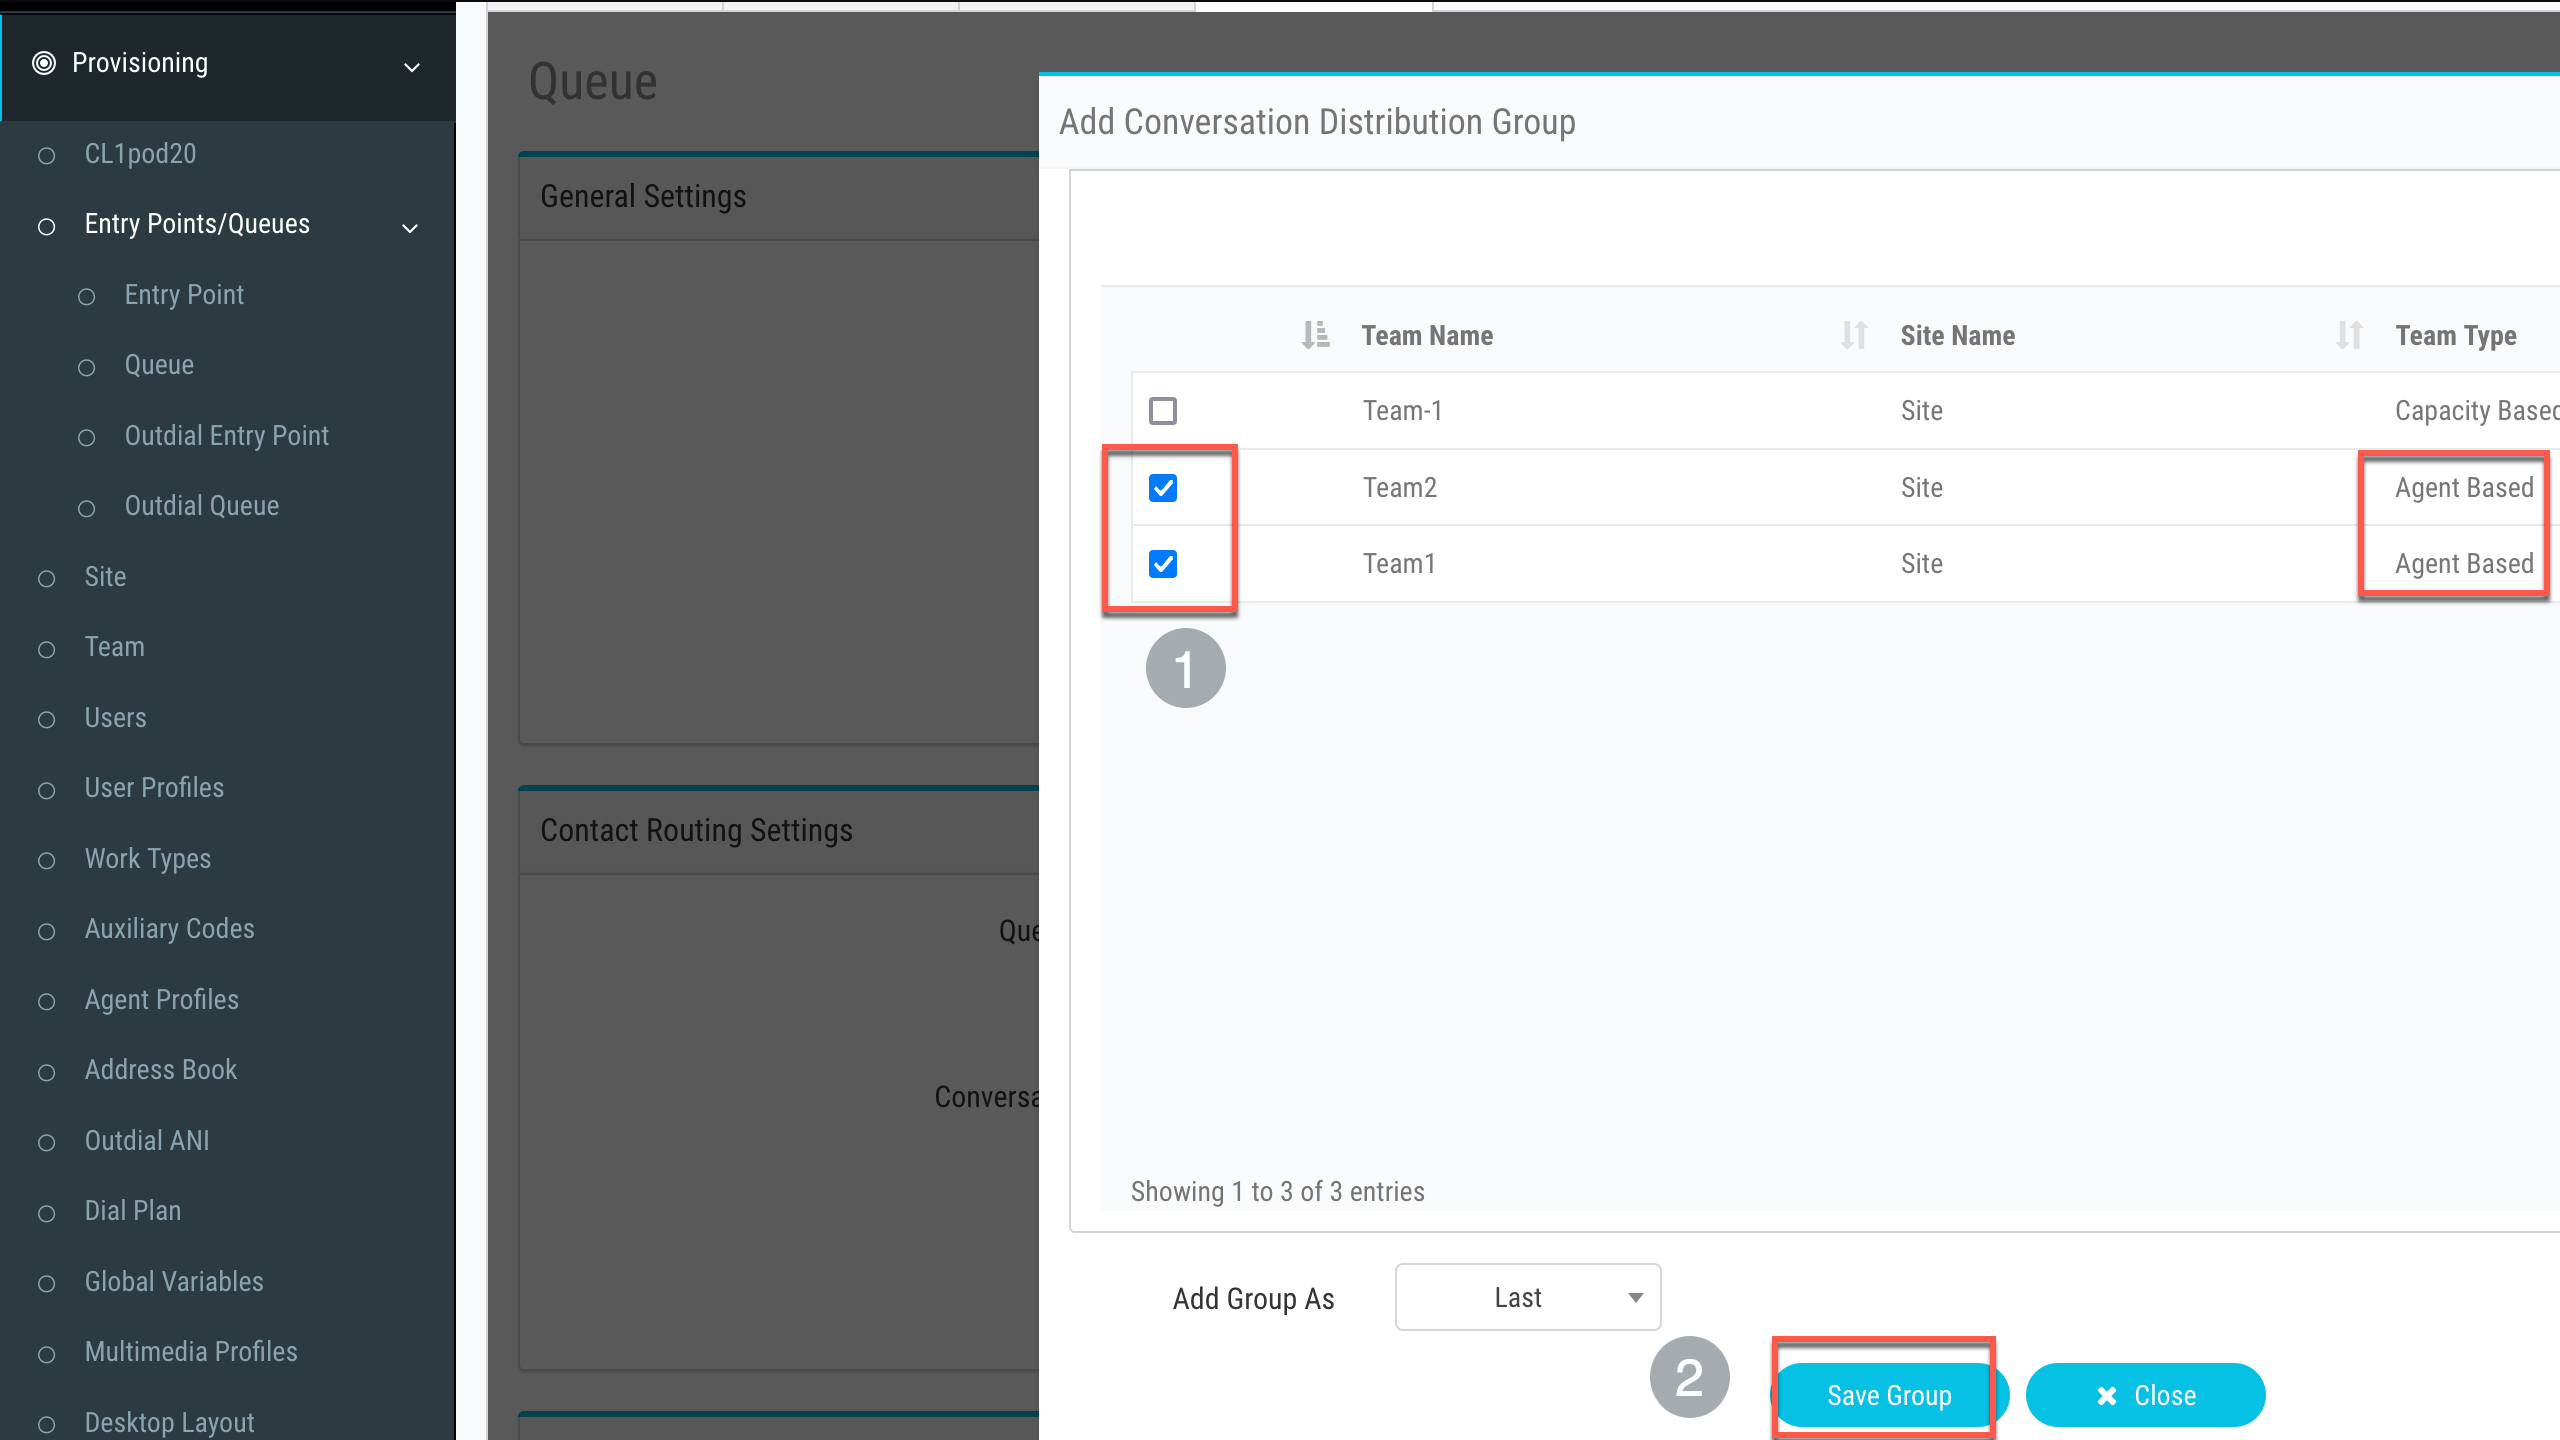 Provisioning
CL1pod20
Entry Points/Queues
Entry Point
Queue
Outdial Entry Point
Outdial Queue
Site
Team
Users
User Profiles
Work Types
Auxiliary Codes
Agent Profiles
Address Book
Outdial ANI
Dial Plan
Global Variables
Multimedia Profiles
Desktop Layout
Queue
General Settings
Contact Routing Settings
Add Conversation Distribution Group
Team Name Site Name Team Type
Team-1 Site Capacity Based
Team2 Site Agent Based
Team1 Site Agent Based
1
Showing 1 to 3 of 3 entries
Add Group As Last
2 Save Group Close